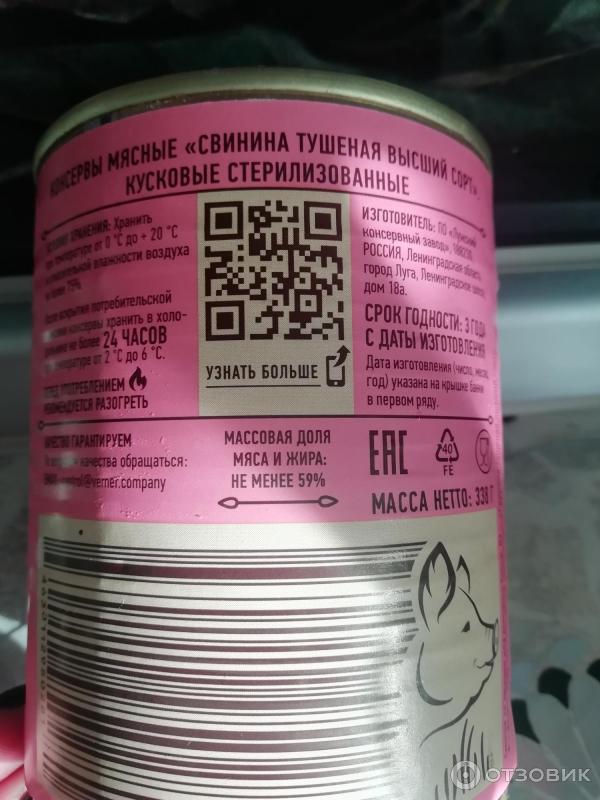 КОНСЕРВЫ МЯСНЫЕ «СВИНИНА ТУШЕНАЯ ВЫСШИЙ СОРТ».
КУСКОВЫЕ СТЕРИЛИЗОВАННЫЕ
ХРАНЕНИЯ: Хранить
температуре от 0 °С до + 20 °С
относительной влажности воздуха
75%
После вскрытия потребительской
консервы хранить в холо-
не более 24 ЧАСОВ
температуре от 2 °С до 6 °С.
ПЕРЕД УПОТРЕБЛЕНИЕМ
РЕКОМЕНДУЕТСЯ РАЗОГРЕТЬ
УЗНАТЬ БОЛЬШЕ
ИЗГОТОВИТЕЛЬ: ПО «Лужский
консервный завод»,
РОССИЯ, Ленинградская область,
город Луга, Ленинградское шоссе,
дом 18а.
СРОК ГОДНОСТИ: 3 ГОДА
С ДАТЫ ИЗГОТОВЛЕНИЯ
Дата изготовления (число, месяц,
год) указана на крышке банки
в первом ряду.
КАЧЕСТВО ГАРАНТИРУЕМ
качества обращаться:
@verner.company
МАССОВАЯ ДОЛЯ
МЯСА И ЖИРА:
НЕ МЕНЕЕ 59%
EAC
40
FE
МАССА НЕТТО: 338 Г
ОТЗОВИК